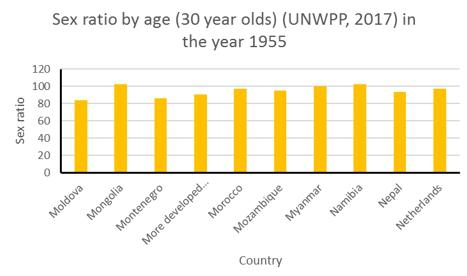 Sex ratio by age (30 year olds) (UNWPP, 2017) in
the year 1955
120
100
80
60
40
20
0
Sex ratio
Moldova
Mongolia
Montenegro
More developed...
Morocco
Mozambique
Myanmar
Namibia
Nepal
Netherlands
Country